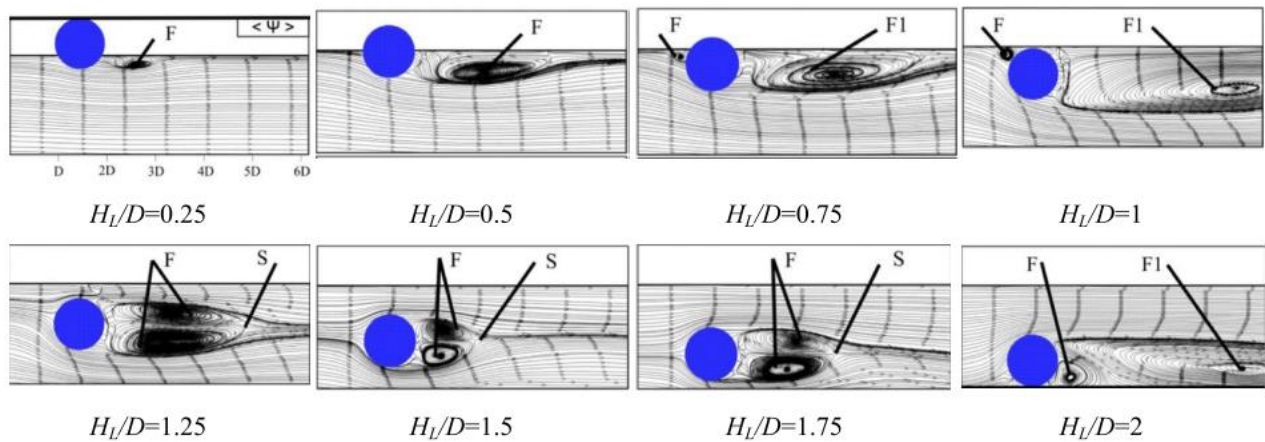 < Ψ >
F
F
F
F1
F
F1
D 2D 3D 4D 5D 6D
H_L/D=0.25
H_L/D=0.5
H_L/D=0.75
H_L/D=1
F
S
F
S
F
S
F
F1
H_L/D=1.25
H_L/D=1.5
H_L/D=1.75
H_L/D=2